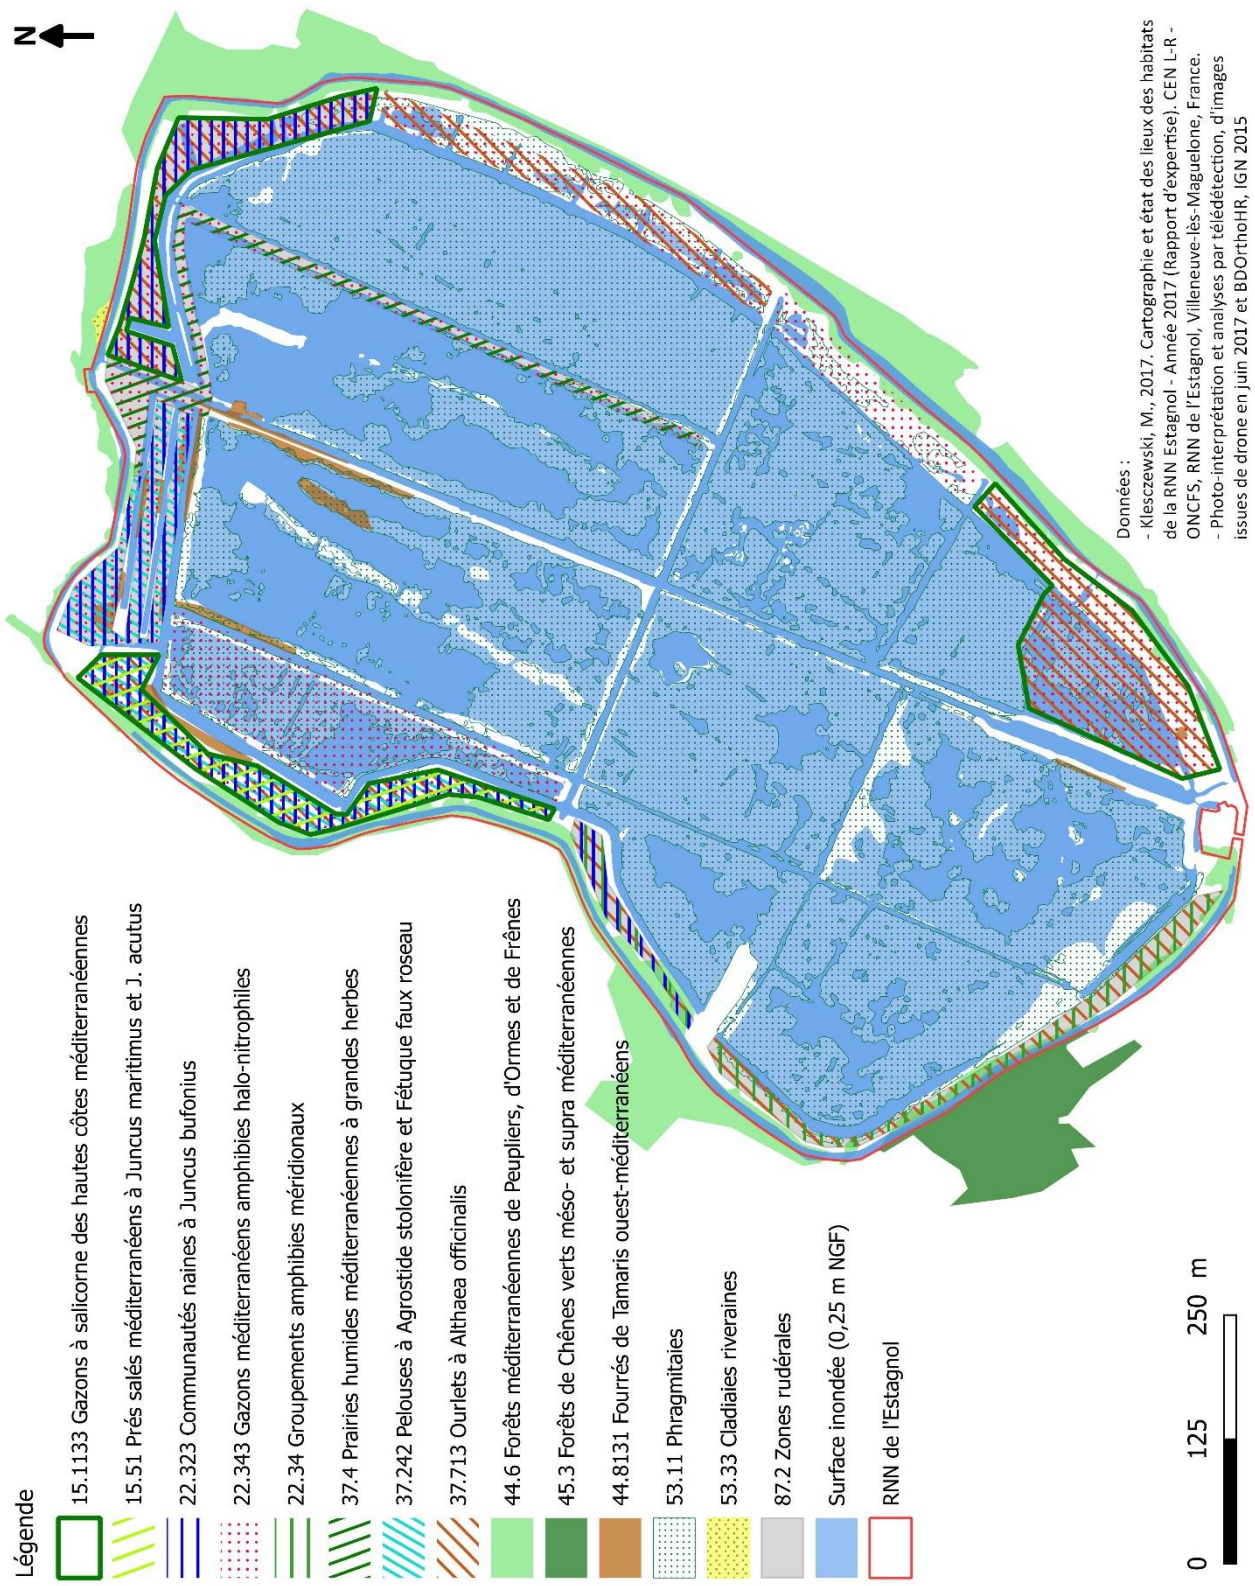 N
Légende
15.1133 Gazons à salicorne des hautes côtes méditerranéennes
15.51 Prés salés méditerranéens à Juncus maritimus et J. acutus
22.323 Communautés naines à Juncus bufonius
22.343 Gazons méditerranéens amphibies halo-nitrophiles
22.34 Groupements amphibies méridionaux
37.4 Prairies humides méditerranéennes à grandes herbes
37.242 Pelouses à Agrostide stolonifère et Fétuque faux roseau
37.713 Ourlets à Althaea officinalis
44.6 Forêts méditerranéennes de Peupliers, d'Ormes et de Frênes
45.3 Forêts de Chênes verts méso- et supra méditerranéennes
44.8131 Fourrés de Tamaris ouest-méditerranéens
53.11 Phragmitaies
53.33 Cladiaies riveraines
87.2 Zones rudérales
Surface inondée (0,25 m NGF)
RNN de l'Estagnol
0 125 250 m
Données :
- Klesczewski, M., 2017. Cartographie et état des lieux des habitats
de la RNN Estagnol - Année 2017 (Rapport d'expertise). CEN L-R -
ONCFS, RNN de l'Estagnol, Villeneuve-lès-Maguelone, France.
- Photo-interprétation et analyses par télédétection, d'images
issues de drone en juin 2017 et BDOrthoHR, IGN 2015